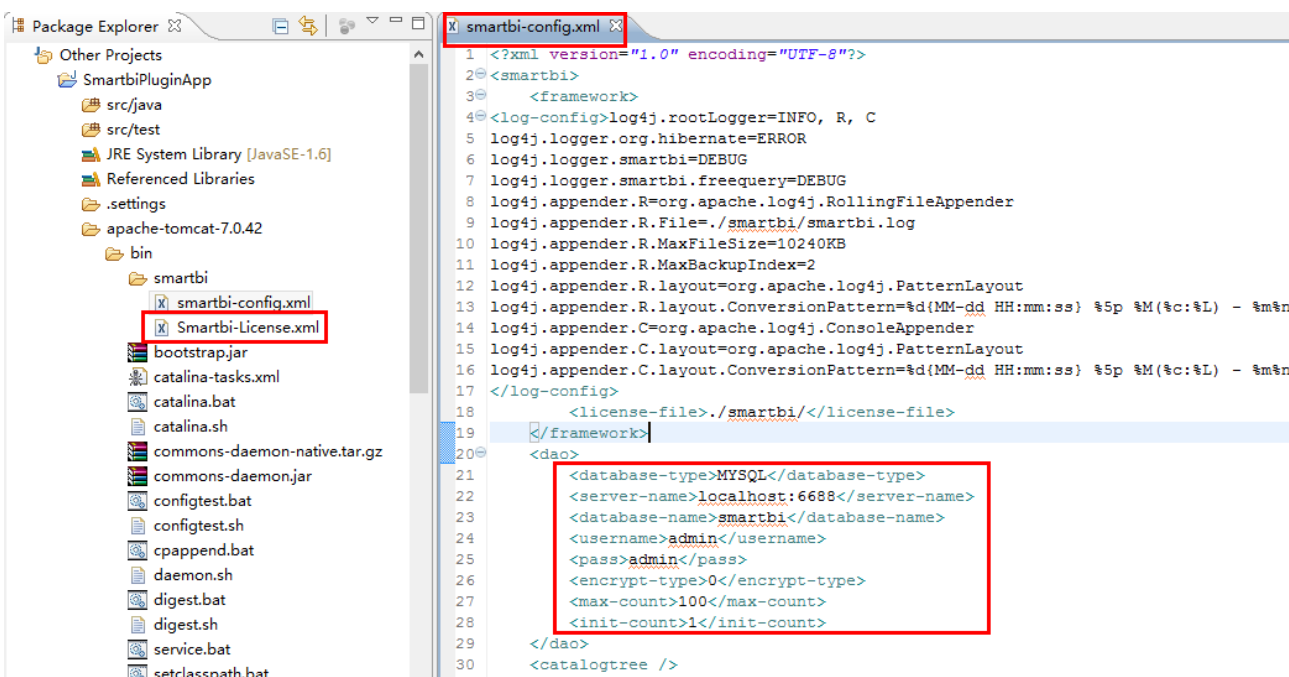 Package Explorer
Other Projects
SmartbiPluginApp
src/java
src/test
JRE System Library [JavaSE-1.6]
Referenced Libraries
.settings
apache-tomcat-7.0.42
bin
smartbi
smartbi-config.xml
Smartbi-License.xml
bootstrap.jar
catalina-tasks.xml
catalina.bat
catalina.sh
commons-daemon-native.tar.gz
commons-daemon.jar
configtest.bat
configtest.sh
cpappend.bat
daemon.sh
digest.bat
digest.sh
service.bat
setclasspath.bat
smartbi-config.xml
1 <?xml version="1.0" encoding="UTF-8"?>
2 <smartbi>
3 <framework>
4 <log-config>log4j.rootLogger=INFO, R, C
5 log4j.logger.org.hibernate=ERROR
6 log4j.logger.smartbi=DEBUG
7 log4j.logger.smartbi.freequery=DEBUG
8 log4j.appender.R=org.apache.log4j.RollingFileAppender
9 log4j.appender.R.File=./smartbi/smartbi.log
10 log4j.appender.R.MaxFileSize=10240KB
11 log4j.appender.R.MaxBackupIndex=2
12 log4j.appender.R.layout=org.apache.log4j.PatternLayout
13 log4j.appender.R.layout.ConversionPattern=%d{MM-dd HH:mm:ss} %5p %M(%c:%L) - %m%n
14 log4j.appender.C=org.apache.log4j.ConsoleAppender
15 log4j.appender.C.layout=org.apache.log4j.PatternLayout
16 log4j.appender.C.layout.ConversionPattern=%d{MM-dd HH:mm:ss} %5p %M(%c:%L) - %m%n
17 </log-config>
18 <license-file>./smartbi/</license-file>
19 </framework>
20 <dao>
21 <database-type>MYSQL</database-type>
22 <server-name>localhost:6688</server-name>
23 <database-name>smartbi</database-name>
24 <username>admin</username>
25 <pass>admin</pass>
26 <encrypt-type>0</encrypt-type>
27 <max-count>100</max-count>
28 <init-count>1</init-count>
29 </dao>
30 <catalogtree />